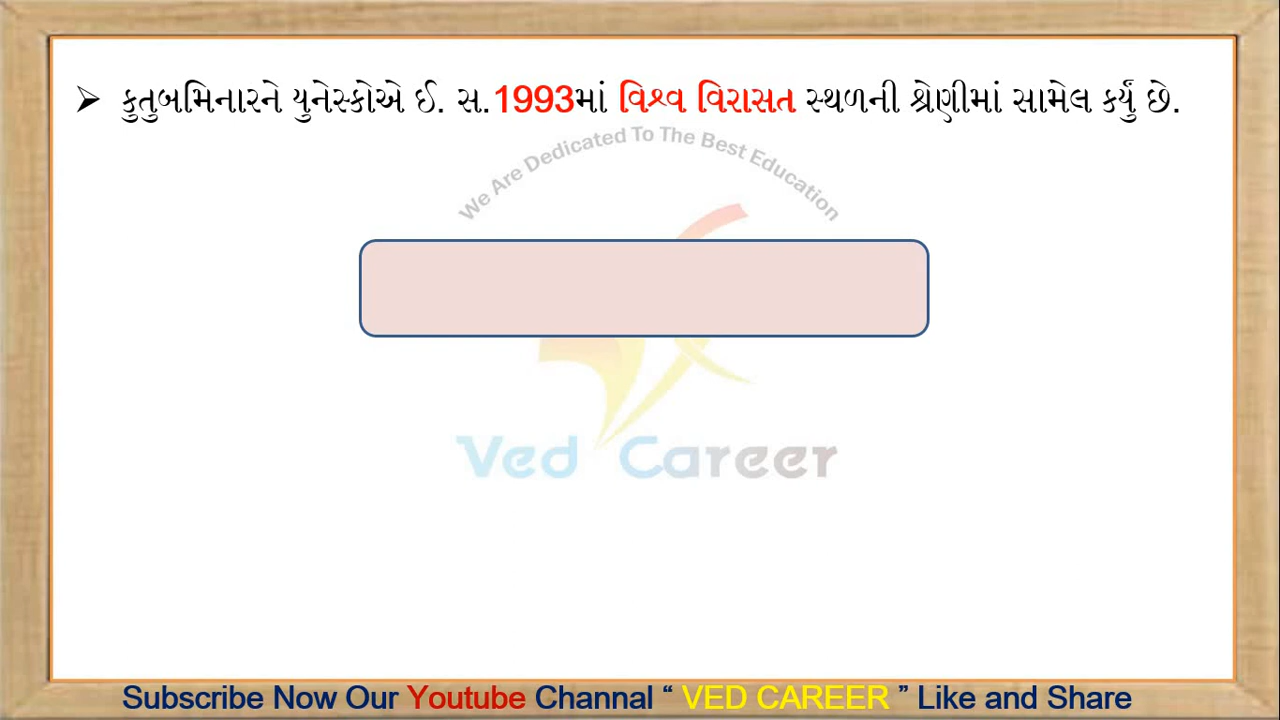 ➢ કુતુબમિનારને યુનેસ્કોએ ઈ. સ.1993માં વિશ્વ વિરાસત સ્થળની શ્રેણીમાં સામેલ કર્યું છે.
We Are Dedicated To The Best Education
Ved Career
Subscribe Now Our Youtube Channal “ VED CAREER ” Like and Share